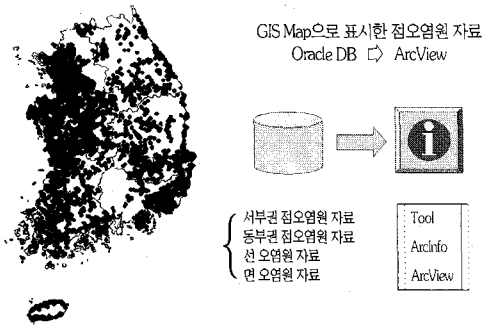 GIS Map으로 표시한 점오염원 자료
Oracle DB ⇨ ArcView
i
서부권 점오염원 자료
동부권 점오염원 자료
선 오염원 자료
면 오염원 자료
Tool
ArcInfo
ArcView